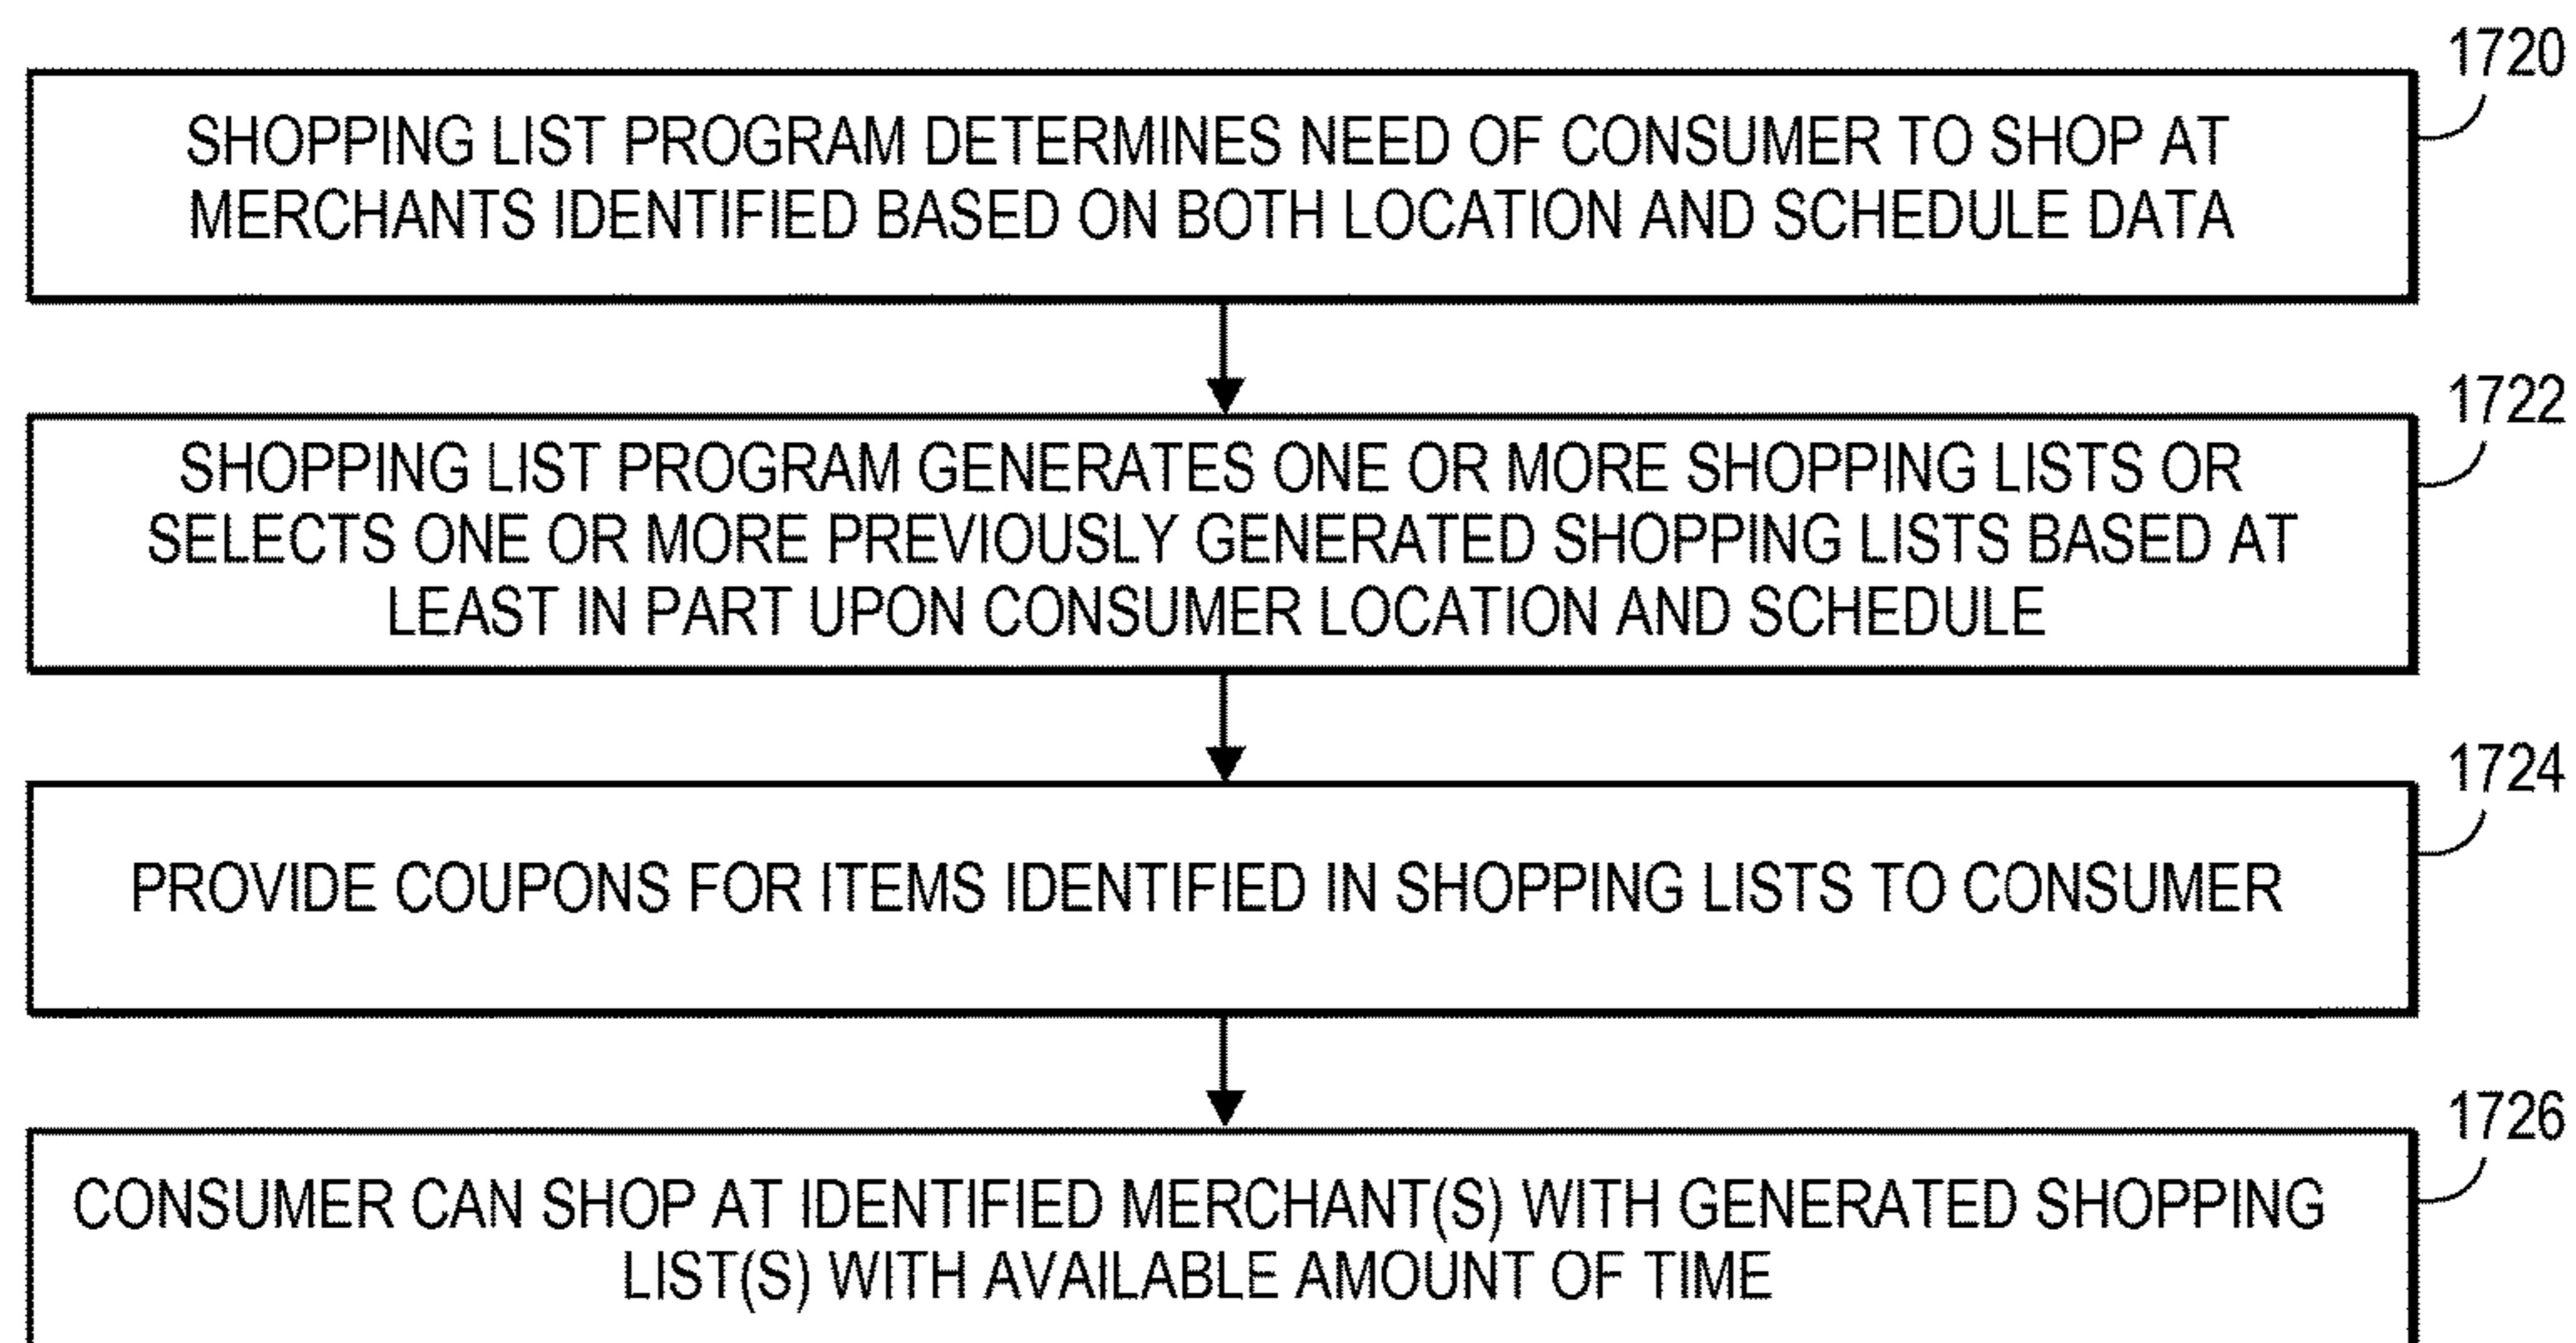 1720
SHOPPING LIST PROGRAM DETERMINES NEED OF CONSUMER TO SHOP AT
MERCHANTS IDENTIFIED BASED ON BOTH LOCATION AND SCHEDULE DATA
1722
SHOPPING LIST PROGRAM GENERATES ONE OR MORE SHOPPING LISTS OR
SELECTS ONE OR MORE PREVIOUSLY GENERATED SHOPPING LISTS BASED AT
LEAST IN PART UPON CONSUMER LOCATION AND SCHEDULE
1724
PROVIDE COUPONS FOR ITEMS IDENTIFIED IN SHOPPING LISTS TO CONSUMER
1726
CONSUMER CAN SHOP AT IDENTIFIED MERCHANT(S) WITH GENERATED SHOPPING
LIST(S) WITH AVAILABLE AMOUNT OF TIME